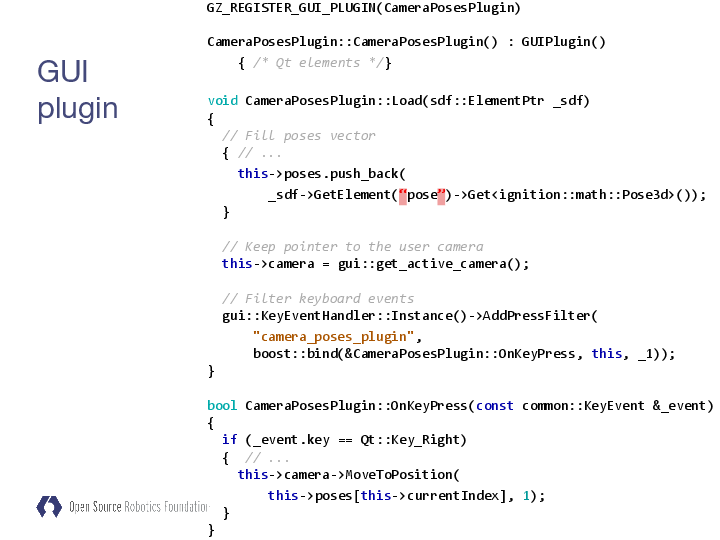 GUI
plugin
GZ_REGISTER_GUI_PLUGIN(CameraPosesPlugin)
CameraPosesPlugin::CameraPosesPlugin() : GUIPlugin()
{ /* Qt elements */}
void CameraPosesPlugin::Load(sdf::ElementPtr _sdf)
{
// Fill poses vector
{ // ...
this->poses.push_back(
_sdf->GetElement(“pose”)->Get<ignition::math::Pose3d>());
}
// Keep pointer to the user camera
this->camera = gui::get_active_camera();
// Filter keyboard events
gui::KeyEventHandler::Instance()->AddPressFilter(
"camera_poses_plugin",
boost::bind(&CameraPosesPlugin::OnKeyPress, this, _1));
}
bool CameraPosesPlugin::OnKeyPress(const common::KeyEvent &_event)
{
if (_event.key == Qt::Key_Right)
{ // ...
this->camera->MoveToPosition(
this->poses[this->currentIndex], 1);
}
}
Open Source Robotics Foundation